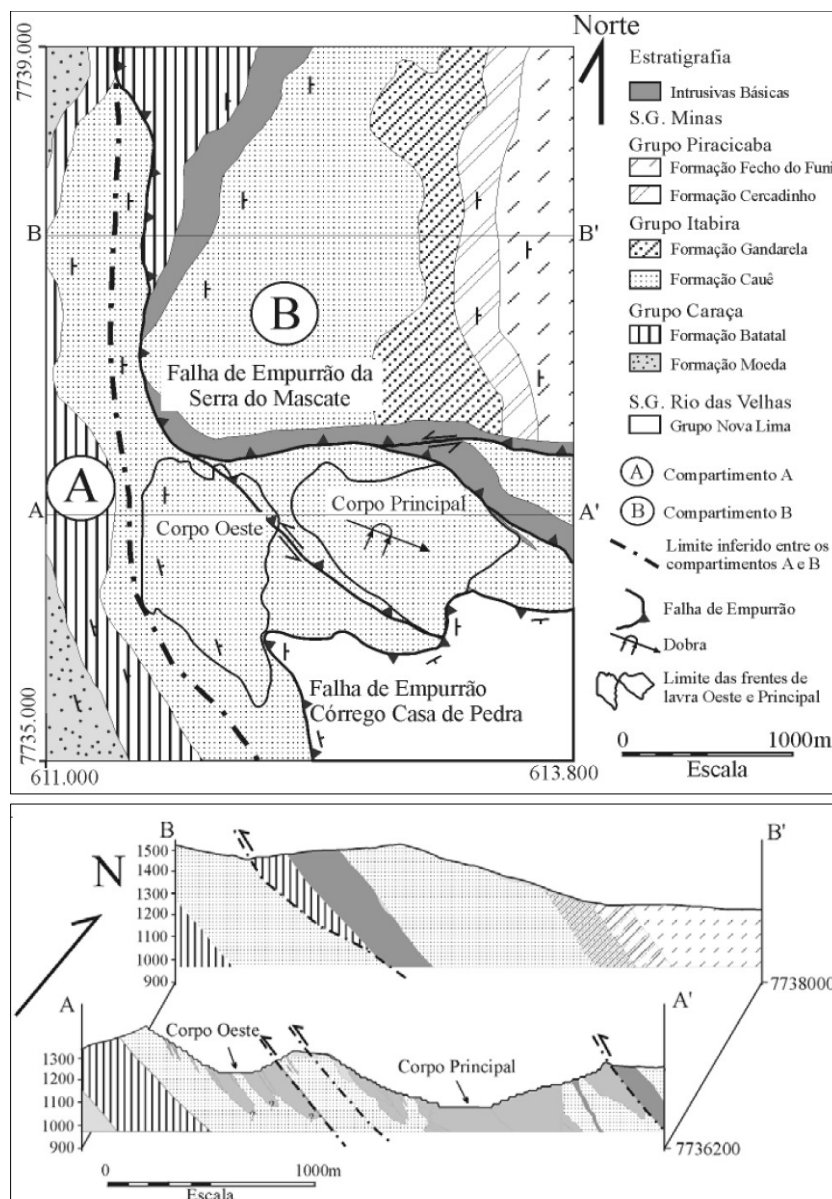 Norte
7739.000
B
B'
B
Falha de Empurrão da
Serra do Mascate
A
A
A'
Corpo Oeste
Corpo Principal
Falha de Empurrão
Córrego Casa de Pedra
7735.000
611.000
613.800
Estratigrafia
Intrusivas Básicas
S.G. Minas
Grupo Piracicaba
Formação Fecho do Funi
Formação Cercadinho
Grupo Itabira
Formação Gandarela
Formação Cauê
Grupo Caraça
Formação Batatal
Formação Moeda
S.G. Rio das Velhas
Grupo Nova Lima
A Compartimento A
B Compartimento B
Limite inferido entre os
compartimentos A e B
Falha de Empurrão
Dobra
Limite das frentes de
lavra Oeste e Principal
0 1000m
Escala
N
B
B'
1500
1400
1300
1200
1100
1000
900
7738000
A
A'
Corpo Oeste
Corpo Principal
1300
1200
1100
1000
900
? ? ?
7736200
0 1000m
Escala